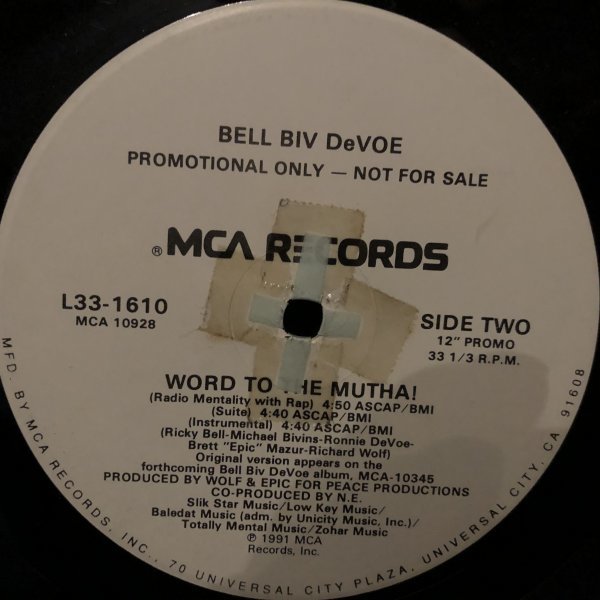 BELL BIV DeVOE
PROMOTIONAL ONLY — NOT FOR SALE
® MCA RECORDS
L33-1610
MCA 10928
SIDE TWO
12" PROMO
33 1/3 R.P.M.
WORD TO THE MUTHA!
(Radio Mentality with Rap) 4:50 ASCAP/BMI
(Suite) 4:40 ASCAP/BMI
(Instrumental) 4:40 ASCAP/BMI
(Ricky Bell-Michael Bivins-Ronnie DeVoe-
Brett "Epic" Mazur-Richard Wolf)
Original version appears on the
forthcoming Bell Biv DeVoe album, MCA-10345
PRODUCED BY WOLF & EPIC FOR PEACE PRODUCTIONS
CO-PRODUCED BY N.E.
Slik Star Music/Low Key Music/
Baledat Music (adm. by Unicity Music, Inc.)/
Totally Mental Music/Zohar Music
℗ 1991 MCA
Records, Inc.
MFD. BY MCA RECORDS, INC., 70 UNIVERSAL CITY PLAZA, UNIVERSAL CITY, CA 91608